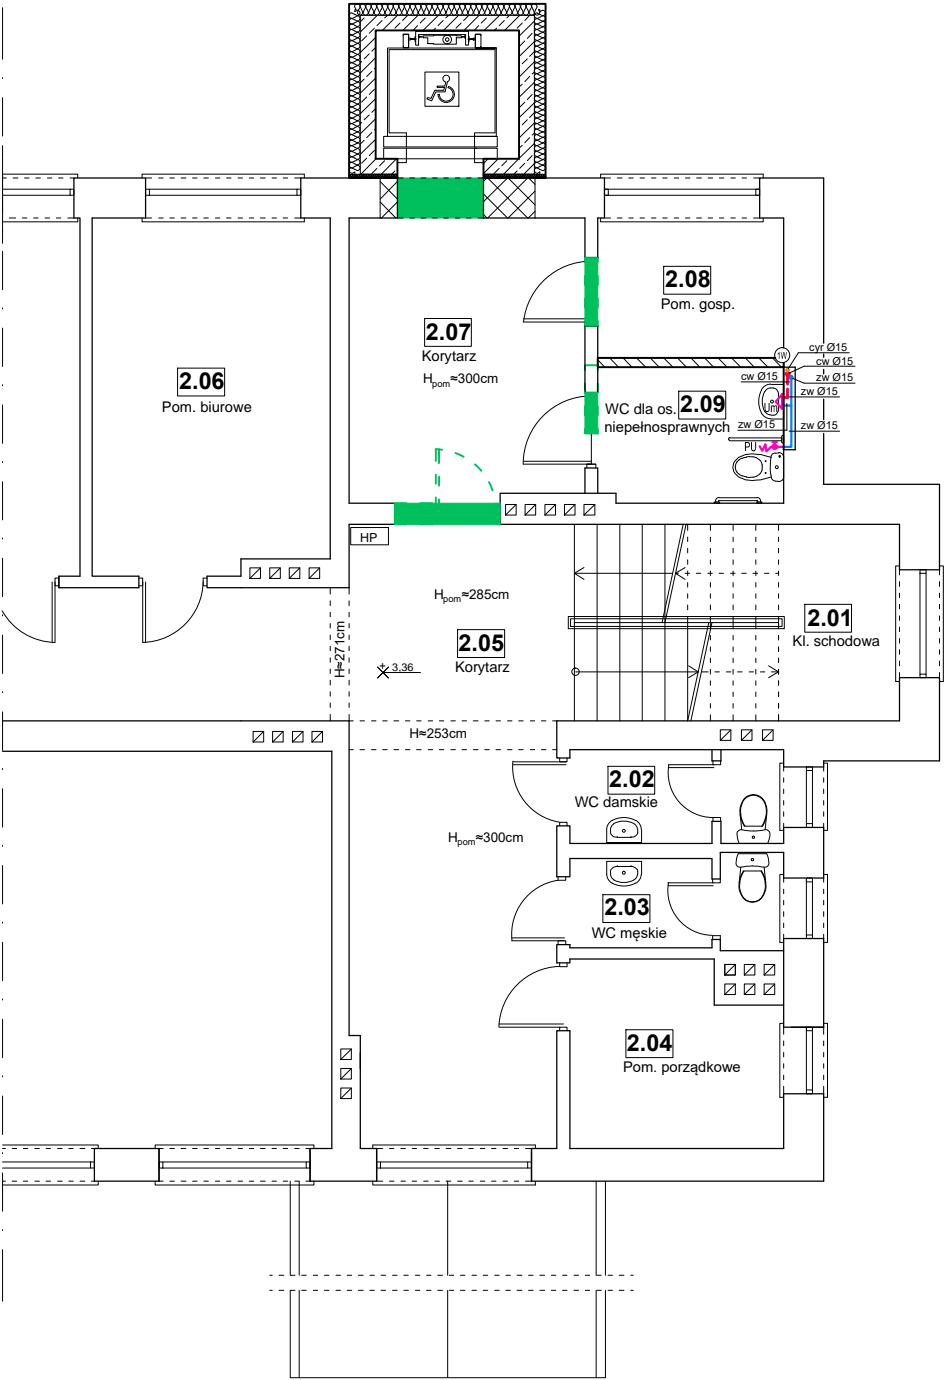 2.08
Pom. gosp.
2.07
Korytarz
Hpom≈300cm
2.06
Pom. biurowe
1W
cyr Ø15
cw Ø15
cw Ø15
zw Ø15
zw Ø15
zw Ø15
zw Ø15
Um
PU
WC dla os. 2.09
niepełnosprawnych
HP
Hpom≈285cm
2.05
Korytarz
H≈271cm
3,36
2.01
Kl. schodowa
H≈253cm
2.02
WC damskie
Hpom≈300cm
2.03
WC męskie
2.04
Pom. porządkowe